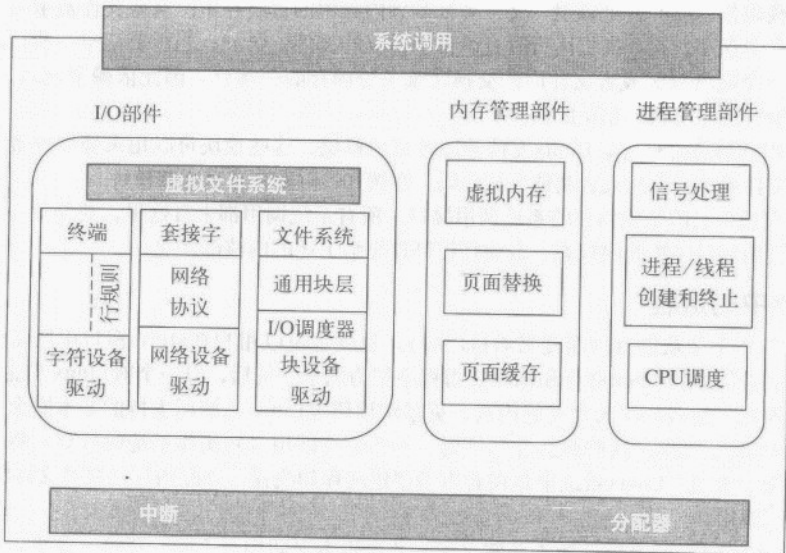 系统调用
I/O部件
内存管理部件
进程管理部件
虚拟文件系统
终端
行规则
字符设备
驱动
套接字
网络
协议
网络设备
驱动
文件系统
通用块层
I/O调度器
块设备
驱动
虚拟内存
页面替换
页面缓存
信号处理
进程/线程
创建和终止
CPU调度
中断
分配器